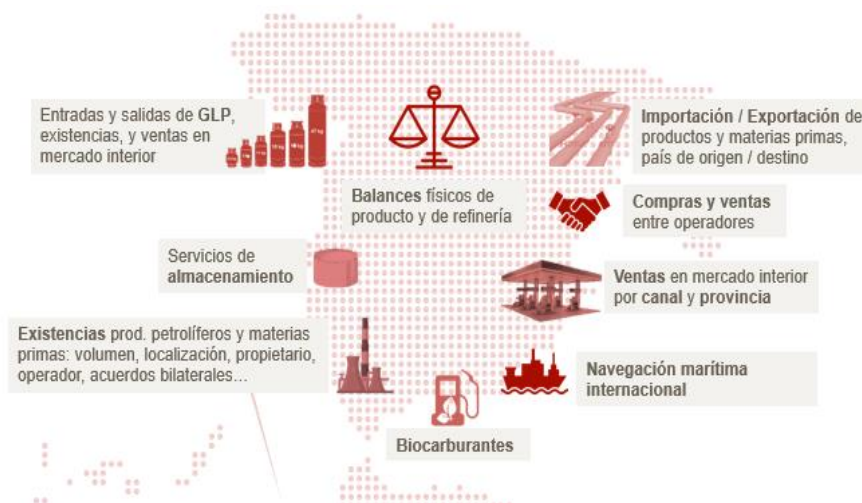 Entradas y salidas de GLP,
existencias, y ventas en
mercado interior
Importación / Exportación de
productos y materias primas,
país de origen / destino
Balances físicos de
producto y de refinería
Compras y ventas
entre operadores
Servicios de
almacenamiento
Ventas en mercado interior
por canal y provincia
Existencias prod. petrolíferos y materias
primas: volumen, localización, propietario,
operador, acuerdos bilaterales…
Navegación marítima
internacional
Biocarburantes